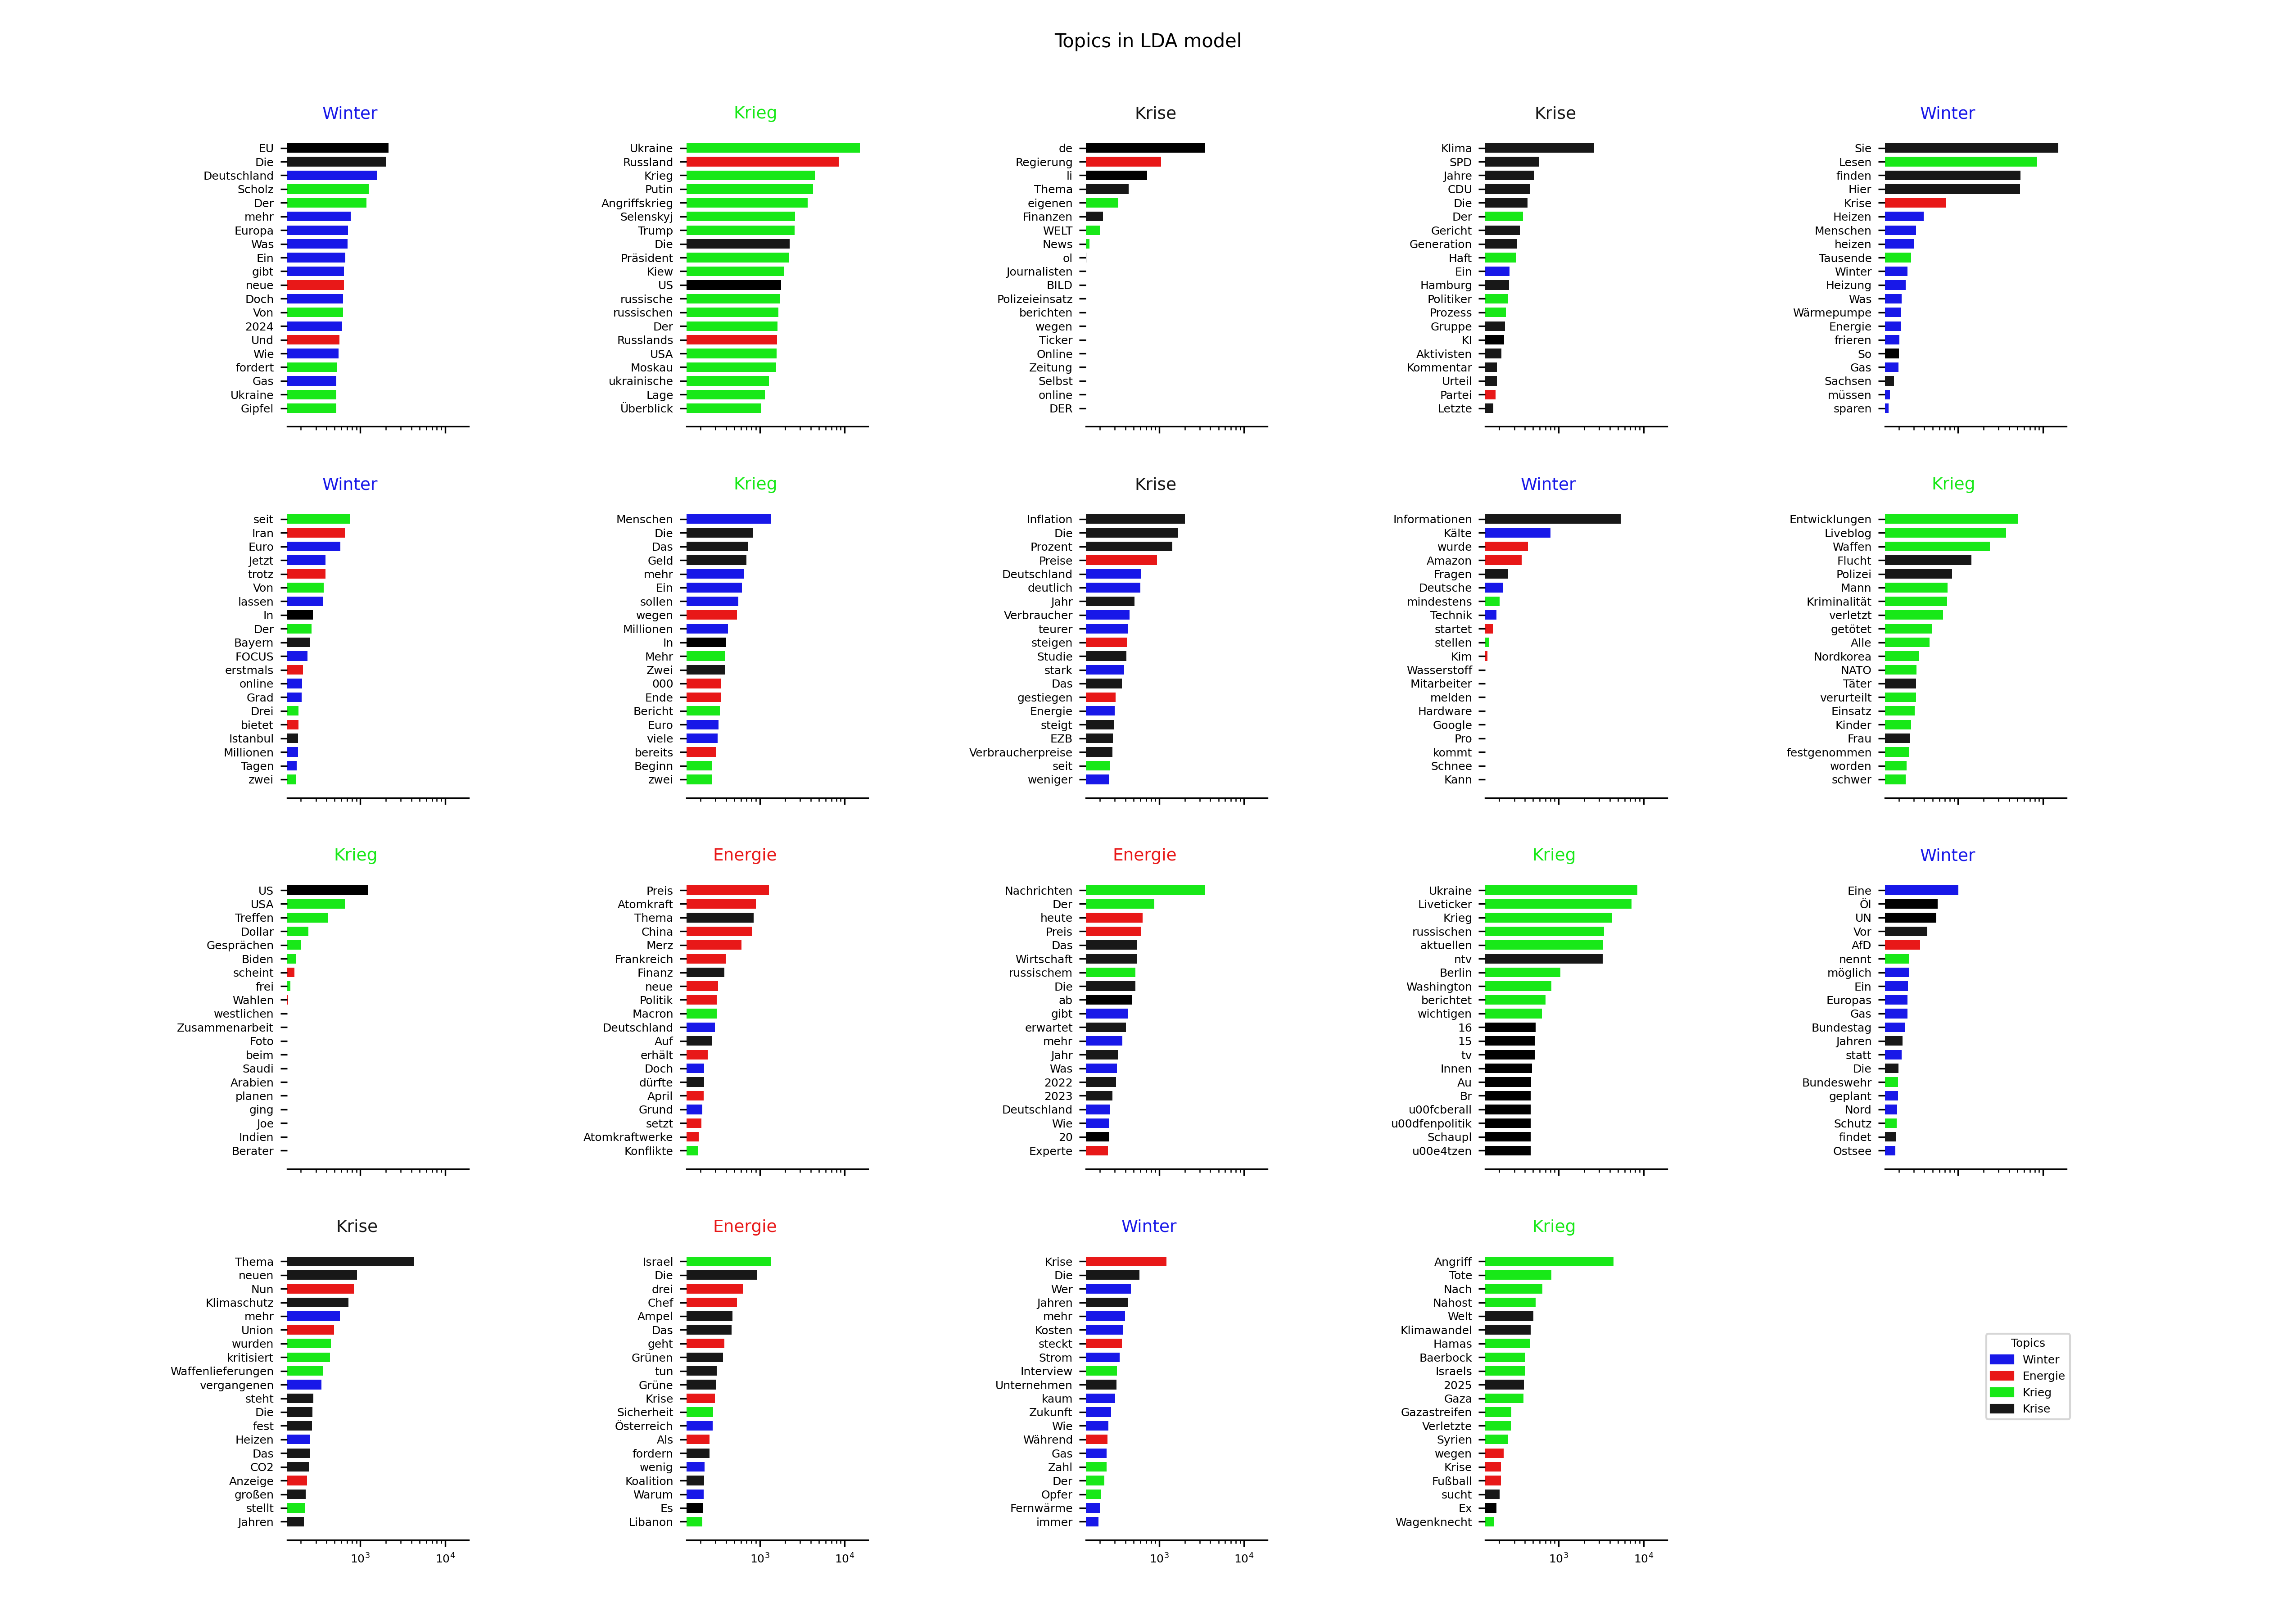 Topics in LDA model
Winter
EU
Die
Deutschland
Scholz
Der
mehr
Europa
Was
Ein
gibt
neue
Doch
Von
2024
Und
Wie
fordert
Gas
Ukraine
Gipfel
Krieg
Ukraine
Russland
Krieg
Putin
Angriffskrieg
Selenskyj
Trump
Die
Präsident
Kiew
US
russische
russischen
Der
Russlands
USA
Moskau
ukrainische
Lage
Überblick
Krise
de
Regierung
li
Thema
eigenen
Finanzen
WELT
News
ol
Journalisten
BILD
Polizeieinsatz
berichten
wegen
Ticker
Online
Zeitung
Selbst
online
DER
Krise
Klima
SPD
Jahre
CDU
Die
Der
Gericht
Generation
Haft
Ein
Hamburg
Politiker
Prozess
Gruppe
KI
Aktivisten
Kommentar
Urteil
Partei
Letzte
Winter
Sie
Lesen
finden
Hier
Krise
Heizen
Menschen
heizen
Tausende
Winter
Heizung
Was
Wärmepumpe
Energie
frieren
So
Gas
Sachsen
müssen
sparen
Winter
seit
Iran
Euro
Jetzt
trotz
Von
lassen
In
Der
Bayern
FOCUS
erstmals
online
Grad
Drei
bietet
Istanbul
Millionen
Tagen
zwei
Krieg
Menschen
Die
Das
Geld
mehr
Ein
sollen
wegen
Millionen
In
Mehr
Zwei
000
Ende
Bericht
Euro
viele
bereits
Beginn
zwei
Krise
Inflation
Die
Prozent
Preise
Deutschland
deutlich
Jahr
Verbraucher
teurer
steigen
Studie
stark
Das
gestiegen
Energie
steigt
EZB
Verbraucherpreise
seit
weniger
Winter
Informationen
Kälte
wurde
Amazon
Fragen
Deutsche
mindestens
Technik
startet
stellen
Kim
Wasserstoff
Mitarbeiter
melden
Hardware
Google
Pro
kommt
Schnee
Kann
Krieg
Entwicklungen
Liveblog
Waffen
Flucht
Polizei
Mann
Kriminalität
verletzt
getötet
Alle
Nordkorea
NATO
Täter
verurteilt
Einsatz
Kinder
Frau
festgenommen
worden
schwer
Krieg
US
USA
Treffen
Dollar
Gesprächen
Biden
scheint
frei
Wahlen
westlichen
Zusammenarbeit
Foto
beim
Saudi
Arabien
planen
ging
Joe
Indien
Berater
Energie
Preis
Atomkraft
Thema
China
Merz
Frankreich
Finanz
neue
Politik
Macron
Deutschland
Auf
erhält
Doch
dürfte
April
Grund
setzt
Atomkraftwerke
Konflikte
Energie
Nachrichten
Der
heute
Preis
Das
Wirtschaft
russischem
Die
ab
gibt
erwartet
mehr
Jahr
Was
2022
2023
Deutschland
Wie
20
Experte
Krieg
Ukraine
Liveticker
Krieg
russischen
aktuellen
ntv
Berlin
Washington
berichtet
wichtigen
16
15
tv
Innen
Au
Br
u00fcberall
u00dfenpolitik
Schaupl
u00e4tzen
Winter
Eine
Öl
UN
Vor
AfD
nennt
möglich
Ein
Europas
Gas
Bundestag
Jahren
statt
Die
Bundeswehr
geplant
Nord
Schutz
findet
Ostsee
Krise
Thema
neuen
Nun
Klimaschutz
mehr
Union
wurden
kritisiert
Waffenlieferungen
vergangenen
steht
Die
fest
Heizen
Das
CO2
Anzeige
großen
stellt
Jahren
10³ 10⁴
Energie
Israel
Die
drei
Chef
Ampel
Das
geht
Grünen
tun
Grüne
Krise
Sicherheit
Österreich
Als
fordern
wenig
Koalition
Warum
Es
Libanon
10³ 10⁴
Winter
Krise
Die
Wer
Jahren
mehr
Kosten
steckt
Strom
Interview
Unternehmen
kaum
Zukunft
Wie
Während
Gas
Zahl
Der
Opfer
Fernwärme
immer
10³ 10⁴
Krieg
Angriff
Tote
Nach
Nahost
Welt
Klimawandel
Hamas
Baerbock
Israels
2025
Gaza
Gazastreifen
Verletzte
Syrien
wegen
Krise
Fußball
sucht
Ex
Wagenknecht
10³ 10⁴
Topics
Winter
Energie
Krieg
Krise